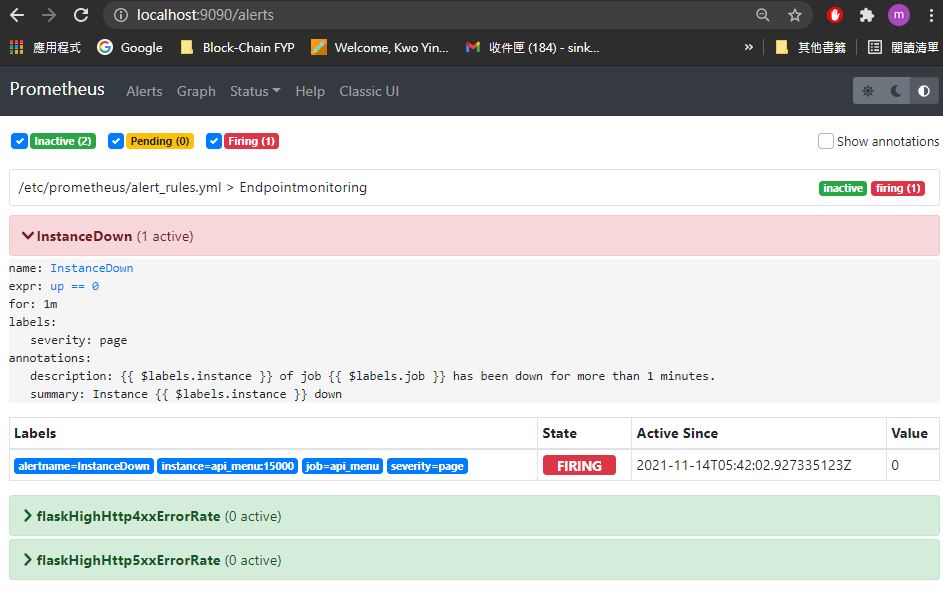 localhost:9090/alerts
m
應用程式 Google Block-Chain FYP Welcome, Kwo Yin... 收件匣 (184) - sink... » 其他書籤 閱讀清單
Prometheus Alerts Graph Status Help Classic UI
Inactive (2) Pending (0) Firing (1) Show annotations
/etc/prometheus/alert_rules.yml > Endpointmonitoring inactive firing (1)
InstanceDown (1 active)
name: InstanceDown
expr: up == 0
for: 1m
labels:
severity: page
annotations:
description: {{ $labels.instance }} of job {{ $labels.job }} has been down for more than 1 minutes.
summary: Instance {{ $labels.instance }} down
Labels State Active Since Value
alertname=InstanceDown instance=api_menu:15000 job=api_menu severity=page FIRING 2021-11-14T05:42:02.927335123Z 0
flaskHighHttp4xxErrorRate (0 active)
flaskHighHttp5xxErrorRate (0 active)